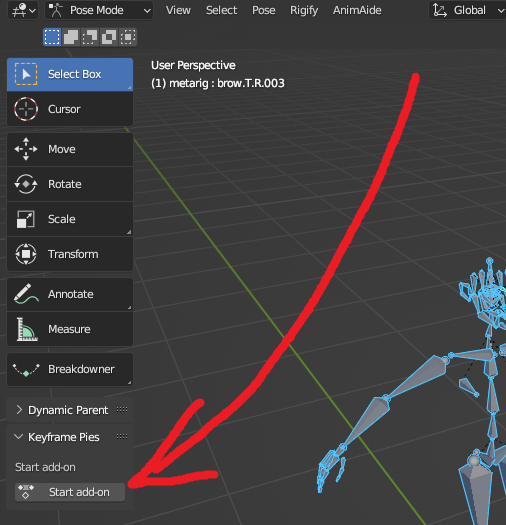 Pose Mode View Select Pose Rigify AnimAide Global
Select Box
User Perspective
(1) metarig : brow.T.R.003
Cursor
Move
Rotate
Scale
Transform
Annotate
Measure
Breakdowner
Dynamic Parent
Keyframe Pies
Start add-on
Start add-on